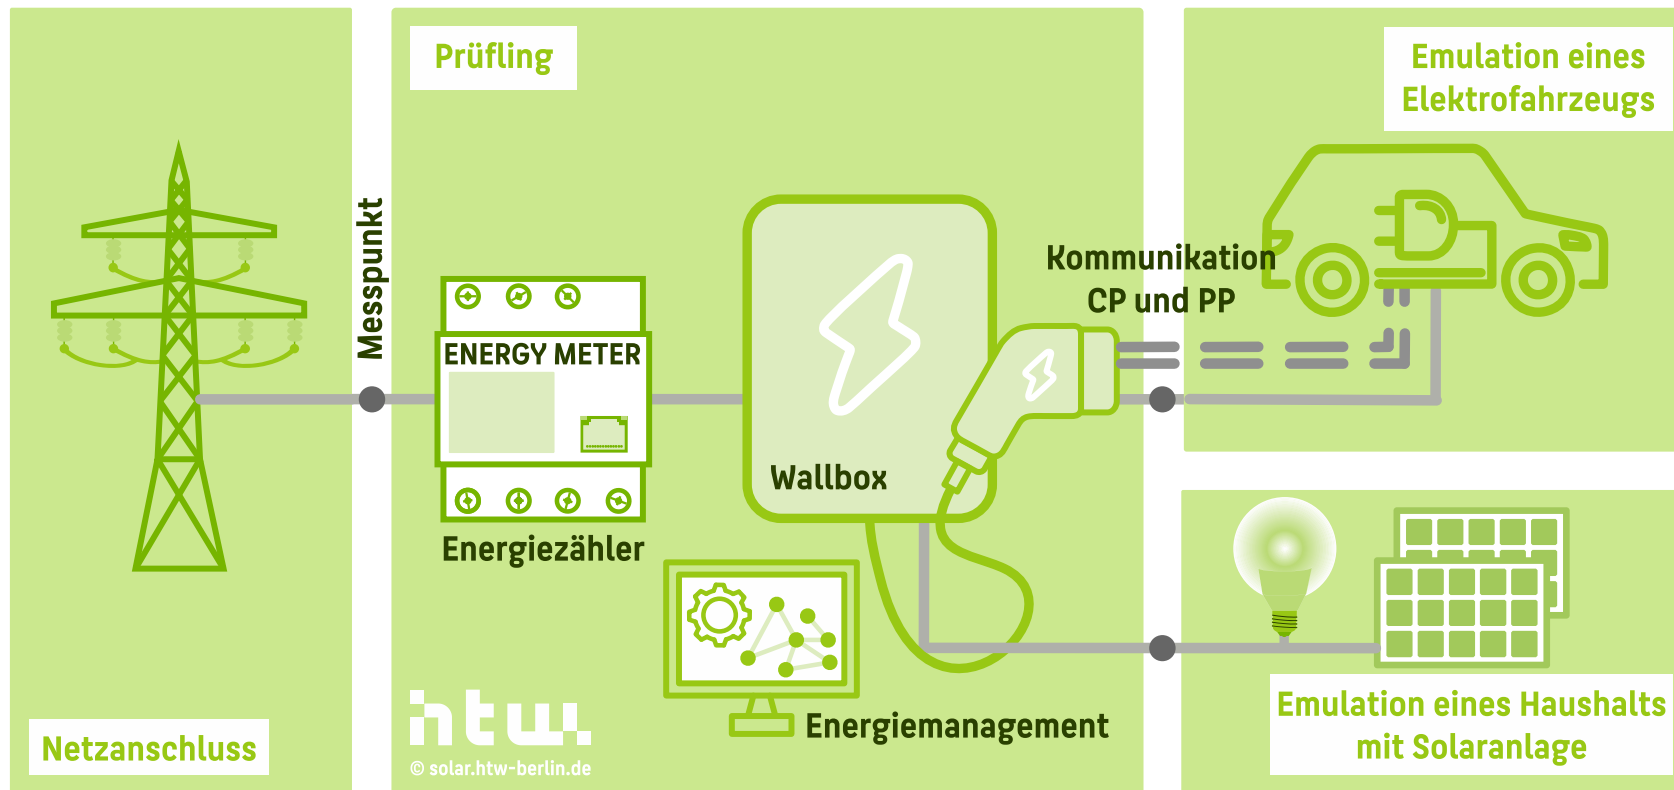 Prüfling
Emulation eines
Elektrofahrzeugs
Messpunkt
Kommunikation
CP und PP
ENERGY METER
Wallbox
Energiezähler
Energiemanagement
htw.
© solar.htw-berlin.de
Netzanschluss
Emulation eines Haushalts
mit Solaranlage